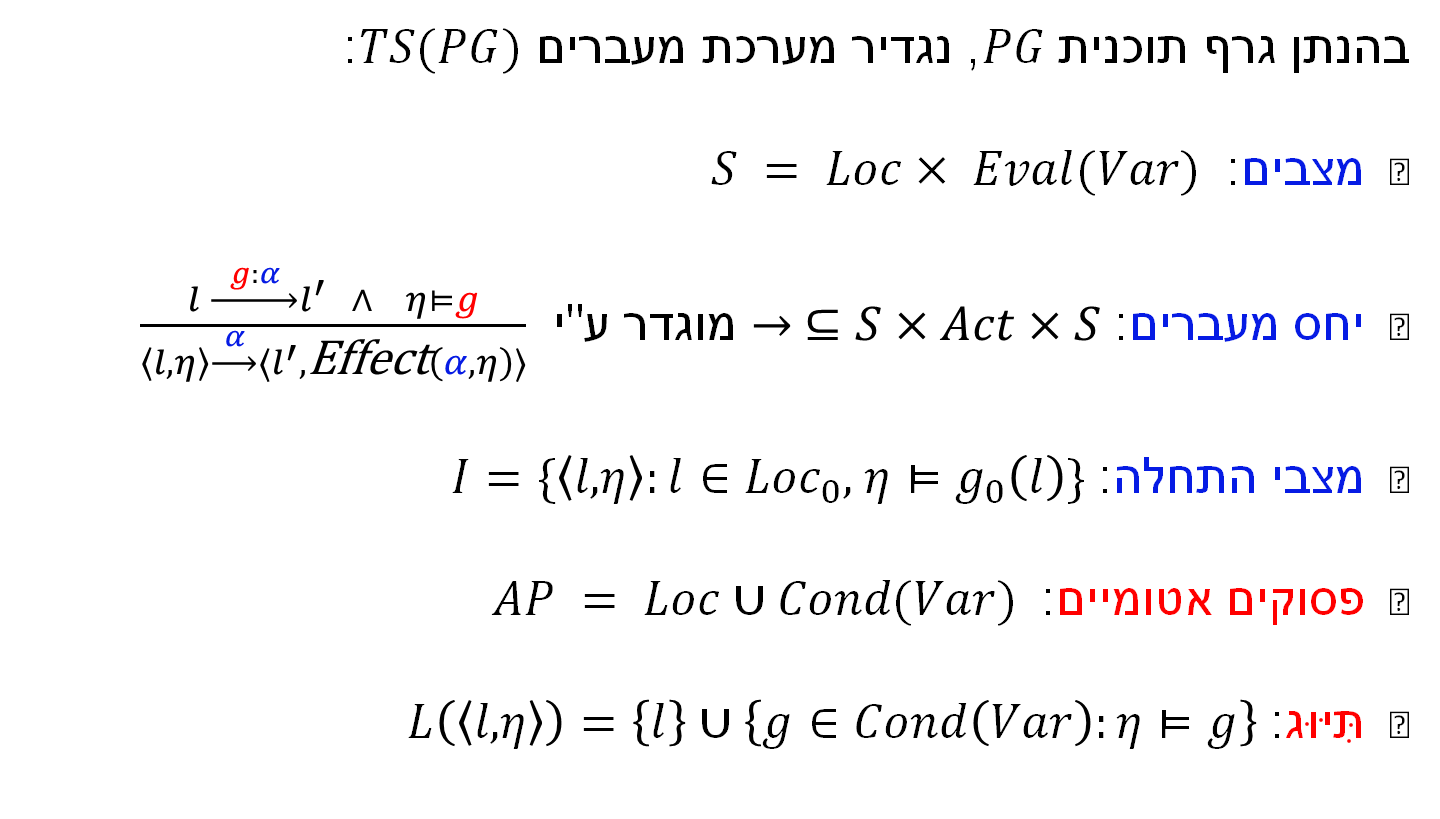 בהנתן גרף תוכנית PG, נגדיר מערכת מעברים TS(PG):
מצבים: S = Loc × Eval(Var)
יחס מעברים: → ⊆ S × Act × S מוגדר ע"י
l g:α⟶ l′ ∧ η⊨g
⟨l,η⟩ α⟶ ⟨l′,Effect(α,η)⟩
מצבי התחלה: I = {⟨l,η⟩: l ∈ Loc₀, η ⊨ g₀(l)}
פסוקים אטומיים: AP = Loc ∪ Cond(Var)
תִּיוּג: L(⟨l,η⟩) = {l} ∪ {g ∈ Cond(Var): η ⊨ g}